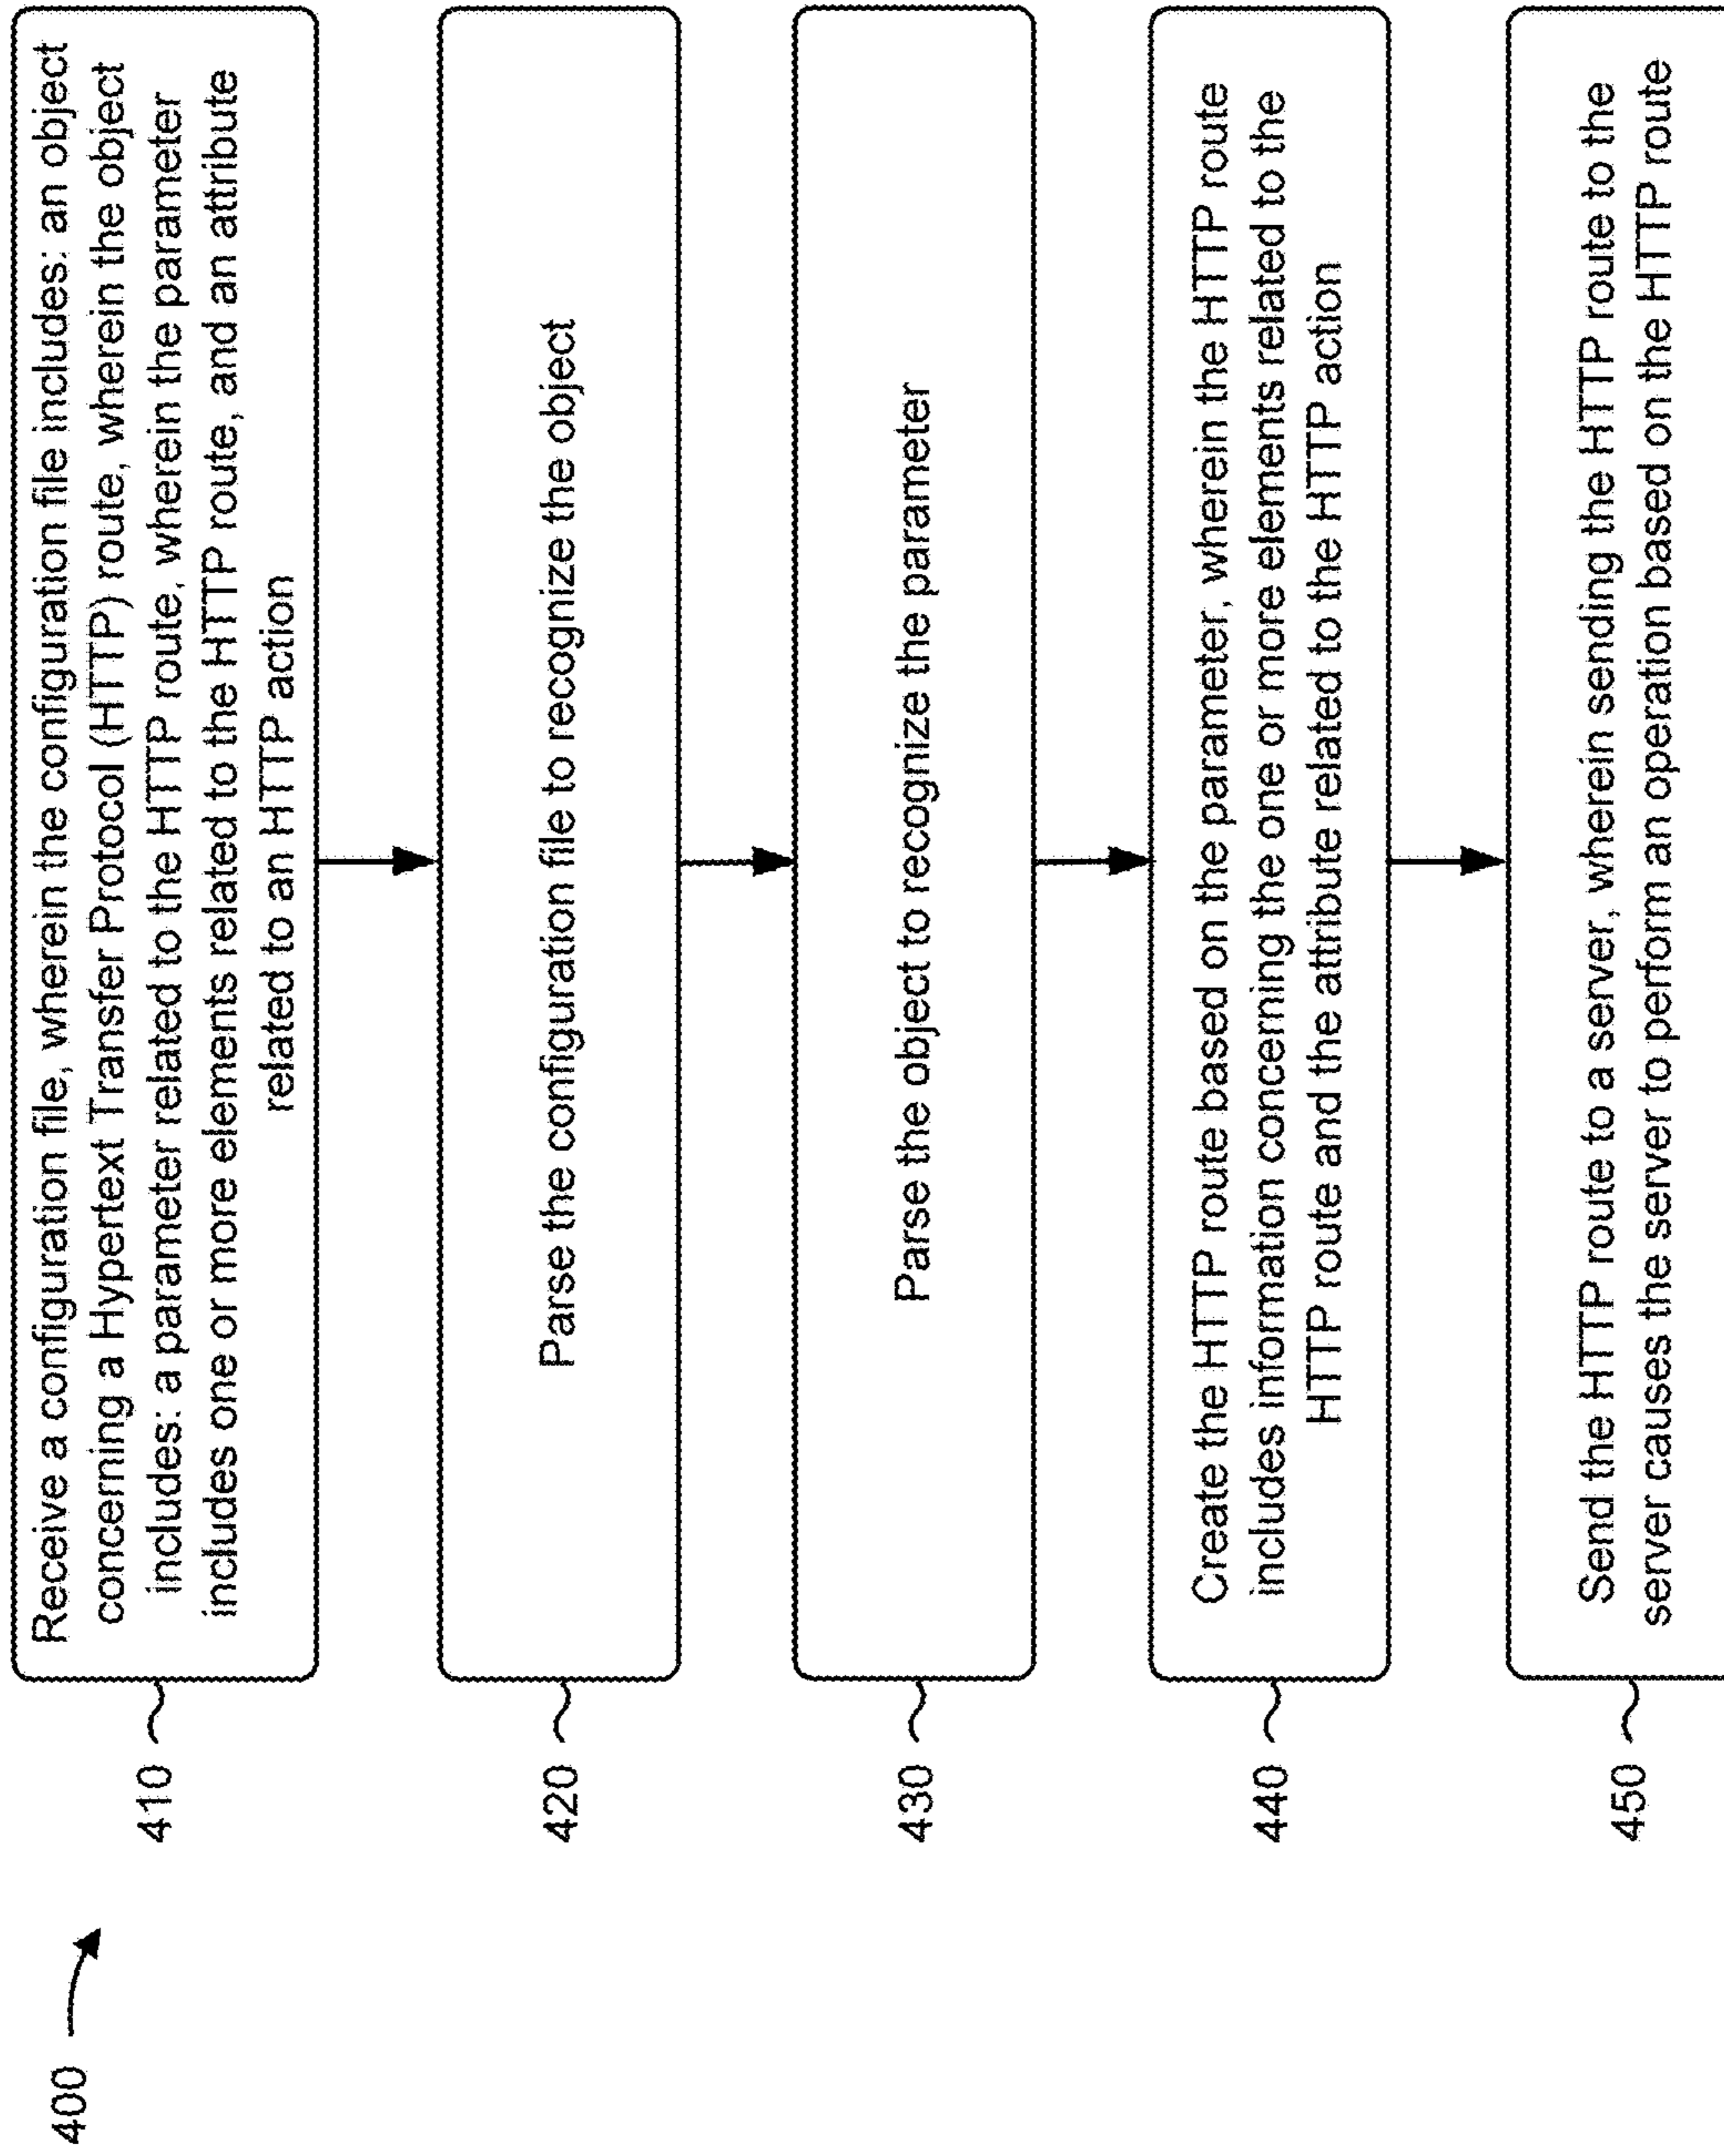 400
410
Receive a configuration file, wherein the configuration file includes: an object
concerning a Hypertext Transfer Protocol (HTTP) route, wherein the object
includes: a parameter related to the HTTP route, wherein the parameter
includes one or more elements related to the HTTP route, and an attribute
related to an HTTP action
420
Parse the configuration file to recognize the object
430
Parse the object to recognize the parameter
440
Create the HTTP route based on the parameter, wherein the HTTP route
includes information concerning the one or more elements related to the
HTTP route and the attribute related to the HTTP action
450
Send the HTTP route to a server, wherein sending the HTTP route to the
server causes the server to perform an operation based on the HTTP route